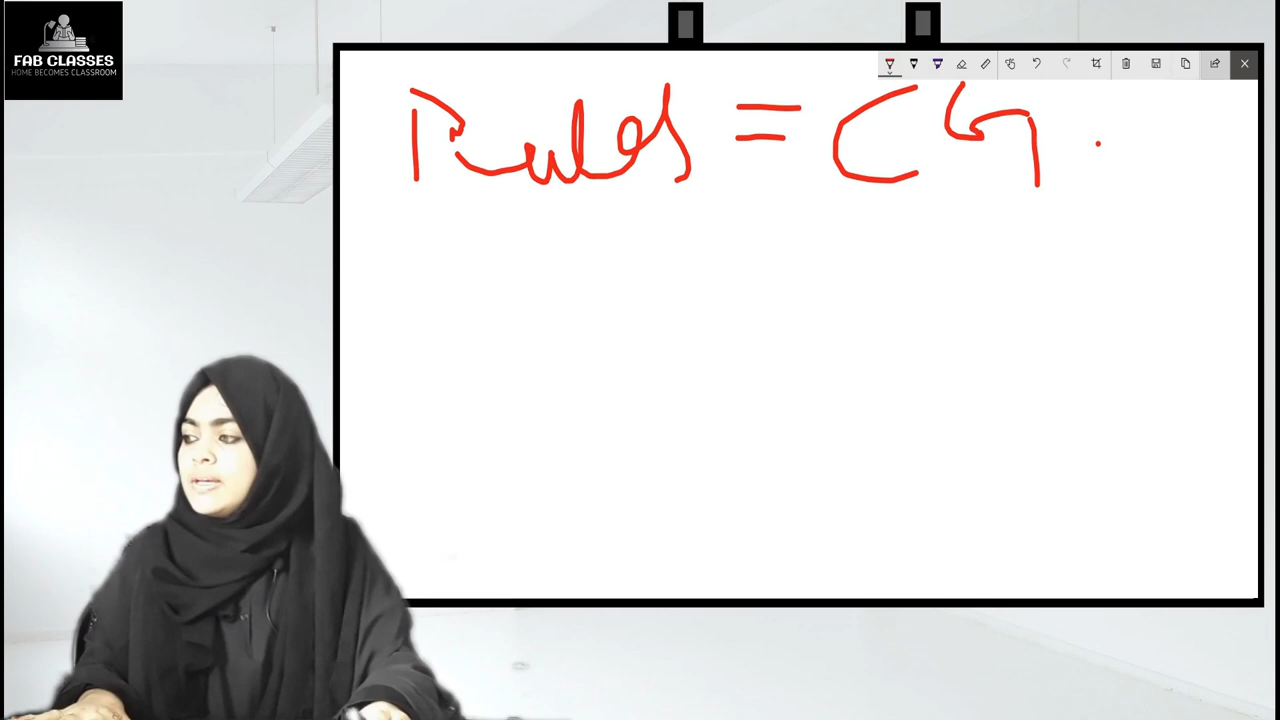 FAB CLASSES
HOME BECOMES CLASSROOM
Rules = CG.